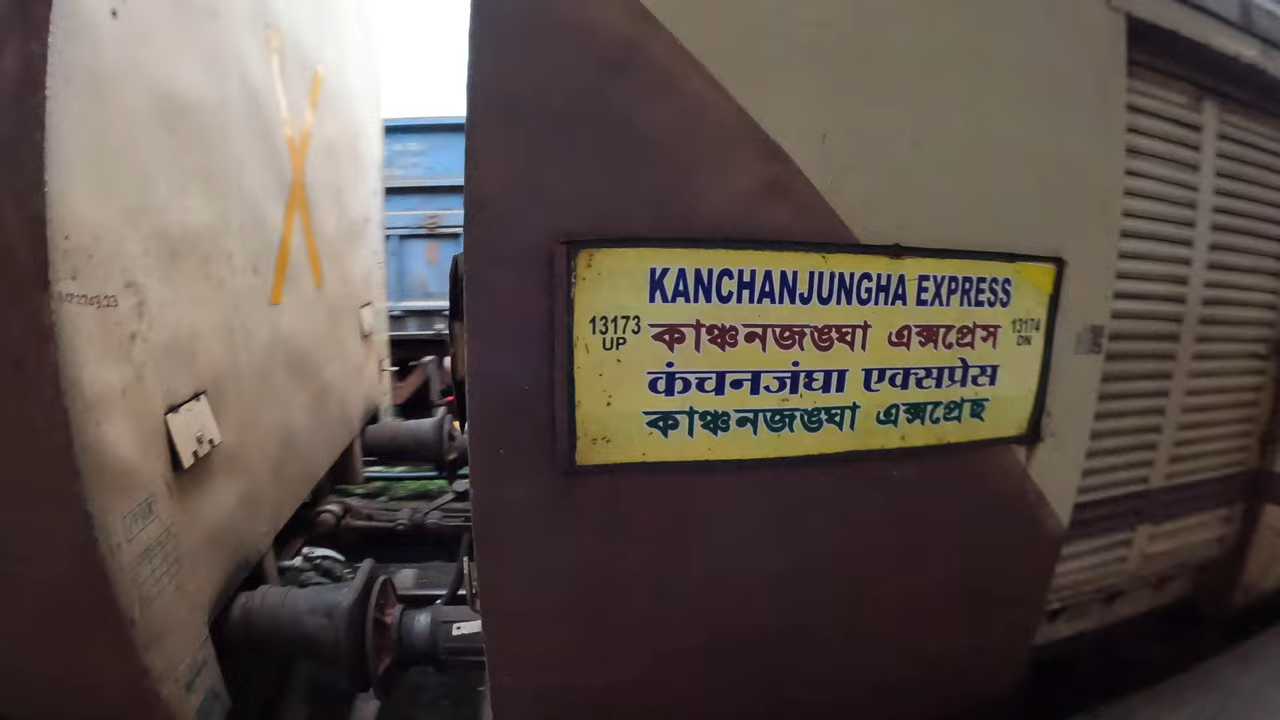 KANCHANJUNGHA EXPRESS
13173
UP
কাঞ্চনজঙ্ঘা এক্সপ্রেস
13174
DN
कंचनजंघा एक्सप्रेस
কাঞ্চনজঙ্ঘা এক্সপ্ৰেছ